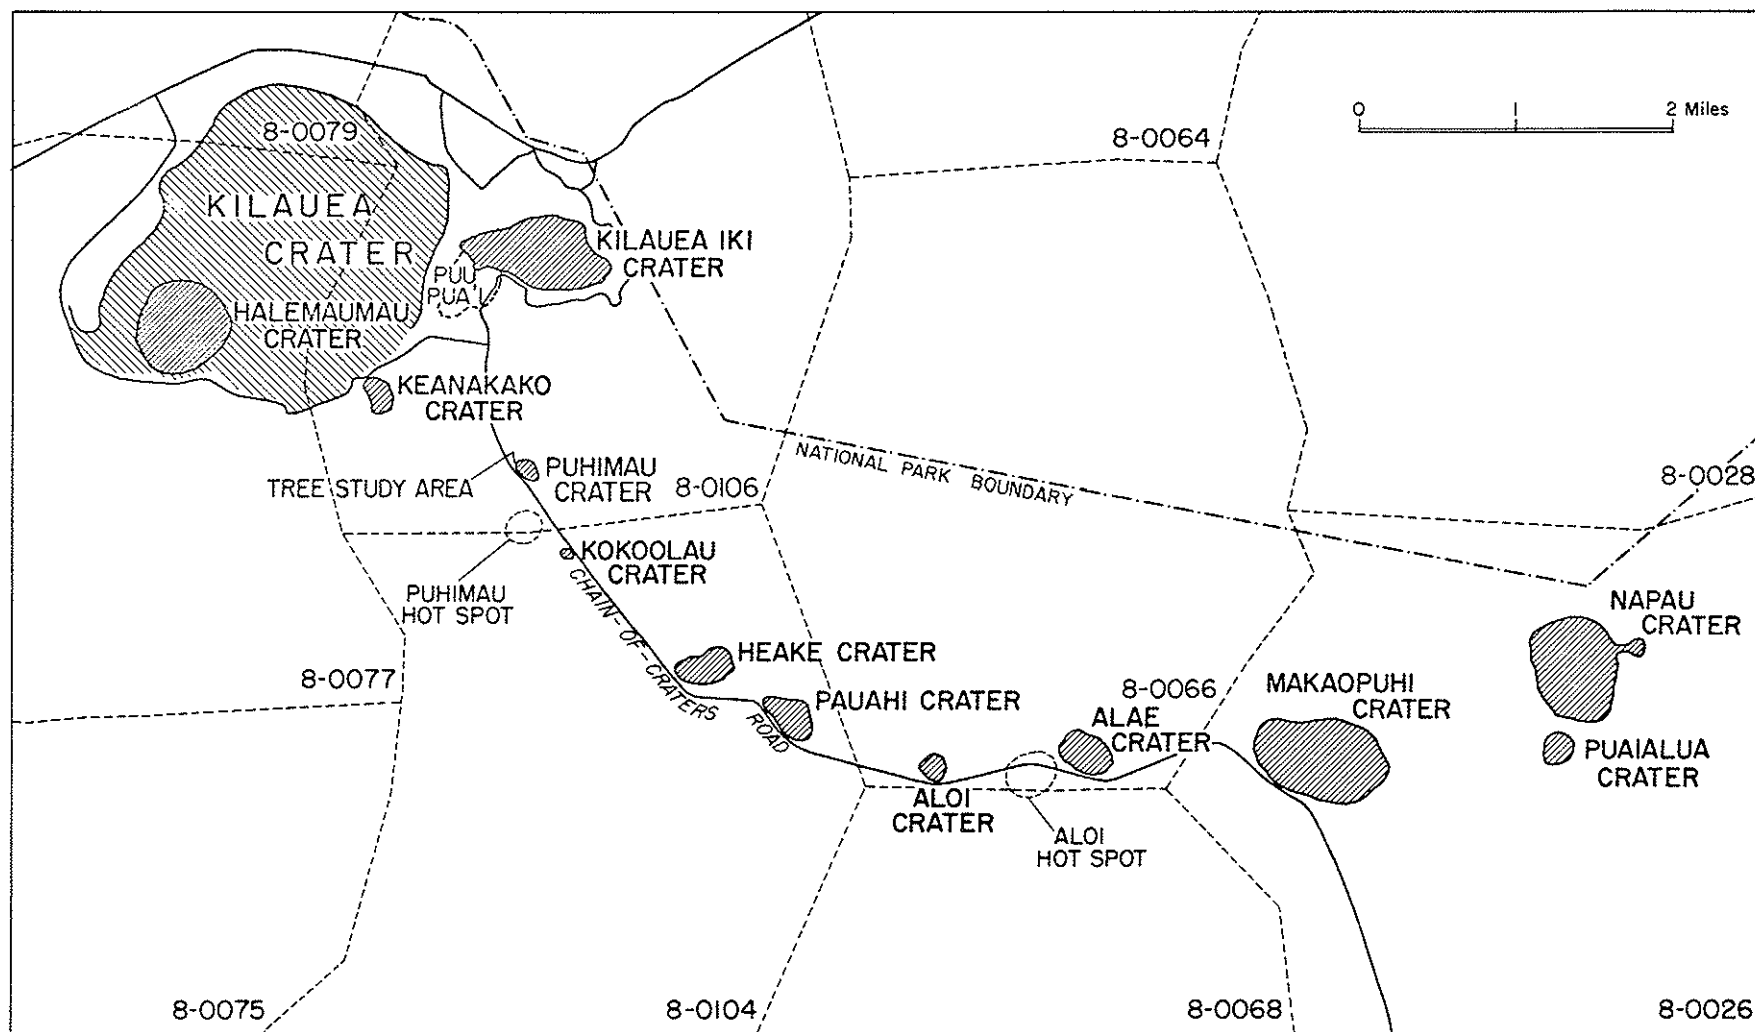 0 1 2 Miles
8-0079
8-0064
KILAUEA
CRATER
KILAUEA IKI
CRATER
PUU
PUA'I
HALEMAUMAU
CRATER
KEANAKAKO
CRATER
NATIONAL PARK BOUNDARY
8-0028
PUHIMAU
CRATER
TREE STUDY AREA
8-0106
KOKOOLAU
CRATER
PUHIMAU
HOT SPOT
CHAIN-OF-CRATERS ROAD
NAPAU
CRATER
HEAKE CRATER
8-0077
PAUAHI CRATER
8-0066
MAKAOPUHI
CRATER
ALAE
CRATER
PUAIALUA
CRATER
ALOI
CRATER
ALOI
HOT SPOT
8-0075
8-0104
8-0068
8-0026